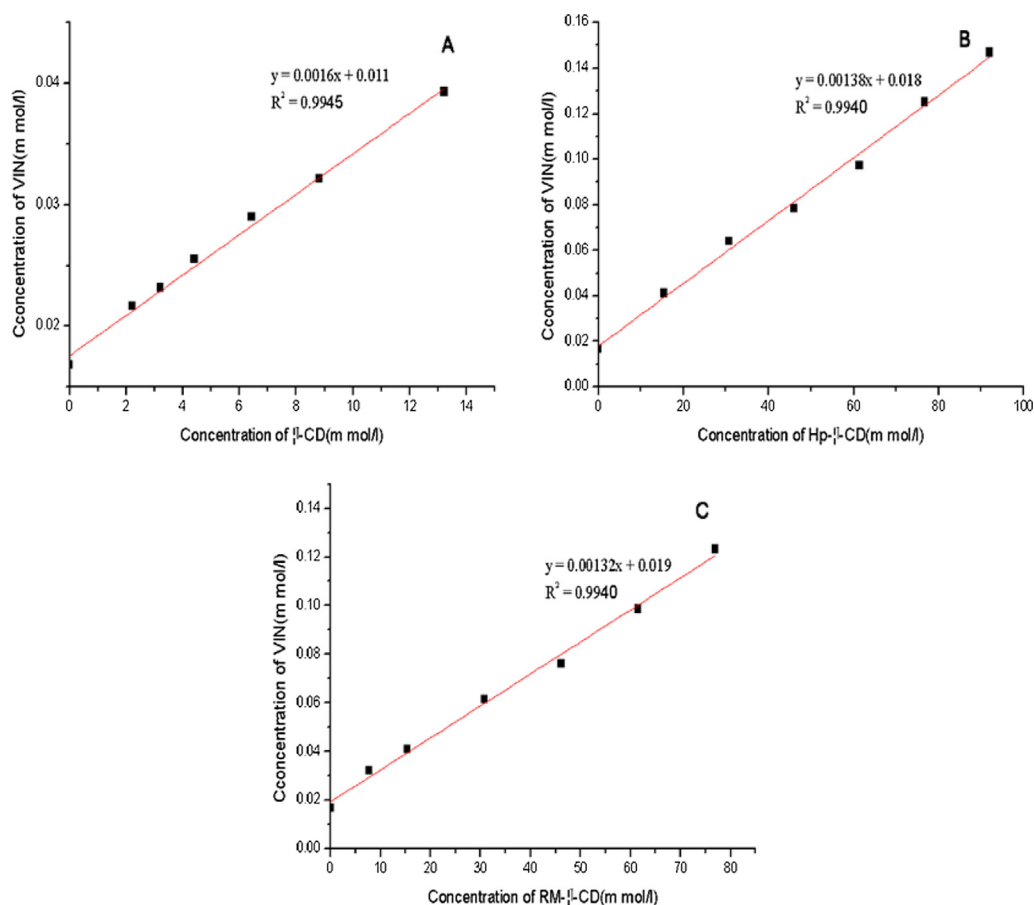 A
y = 0.0016x + 0.011
R² = 0.9945
Cconcentration of VIN(m mol/l)
0.04
0.03
0.02
0 2 4 6 8 10 12 14
Concentration of β-CD(m mol/l)
B
y = 0.00138x + 0.018
R² = 0.9940
Cconcentration of VIN(m mol/l)
0.16
0.14
0.12
0.10
0.08
0.06
0.04
0.02
0.00
0 20 40 60 80 100
Concentration of Hp-β-CD(m mol/l)
C
y = 0.00132x + 0.019
R² = 0.9940
Cconcentration of VIN(m mol/l)
0.14
0.12
0.10
0.08
0.06
0.04
0.02
0.00
0 10 20 30 40 50 60 70 80
Concentration of RM-β-CD(m mol/l)